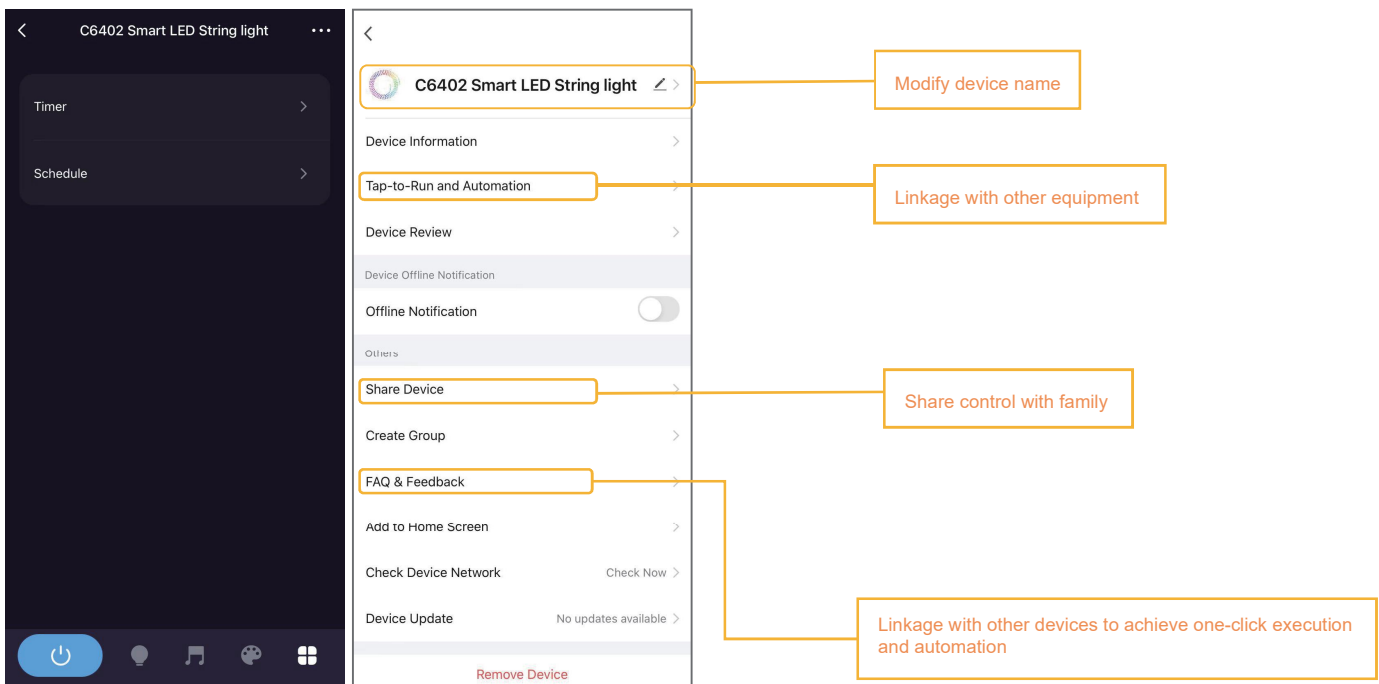 C6402 Smart LED String light
Timer
Schedule
C6402 Smart LED String light
Device Information
Tap-to-Run and Automation
Device Review
Device Offline Notification
Offline Notification
Others
Share Device
Create Group
FAQ & Feedback
Add to Home Screen
Check Device Network Check Now
Device Update No updates available
Remove Device
Modify device name
Linkage with other equipment
Share control with family
Linkage with other devices to achieve one-click execution
and automation